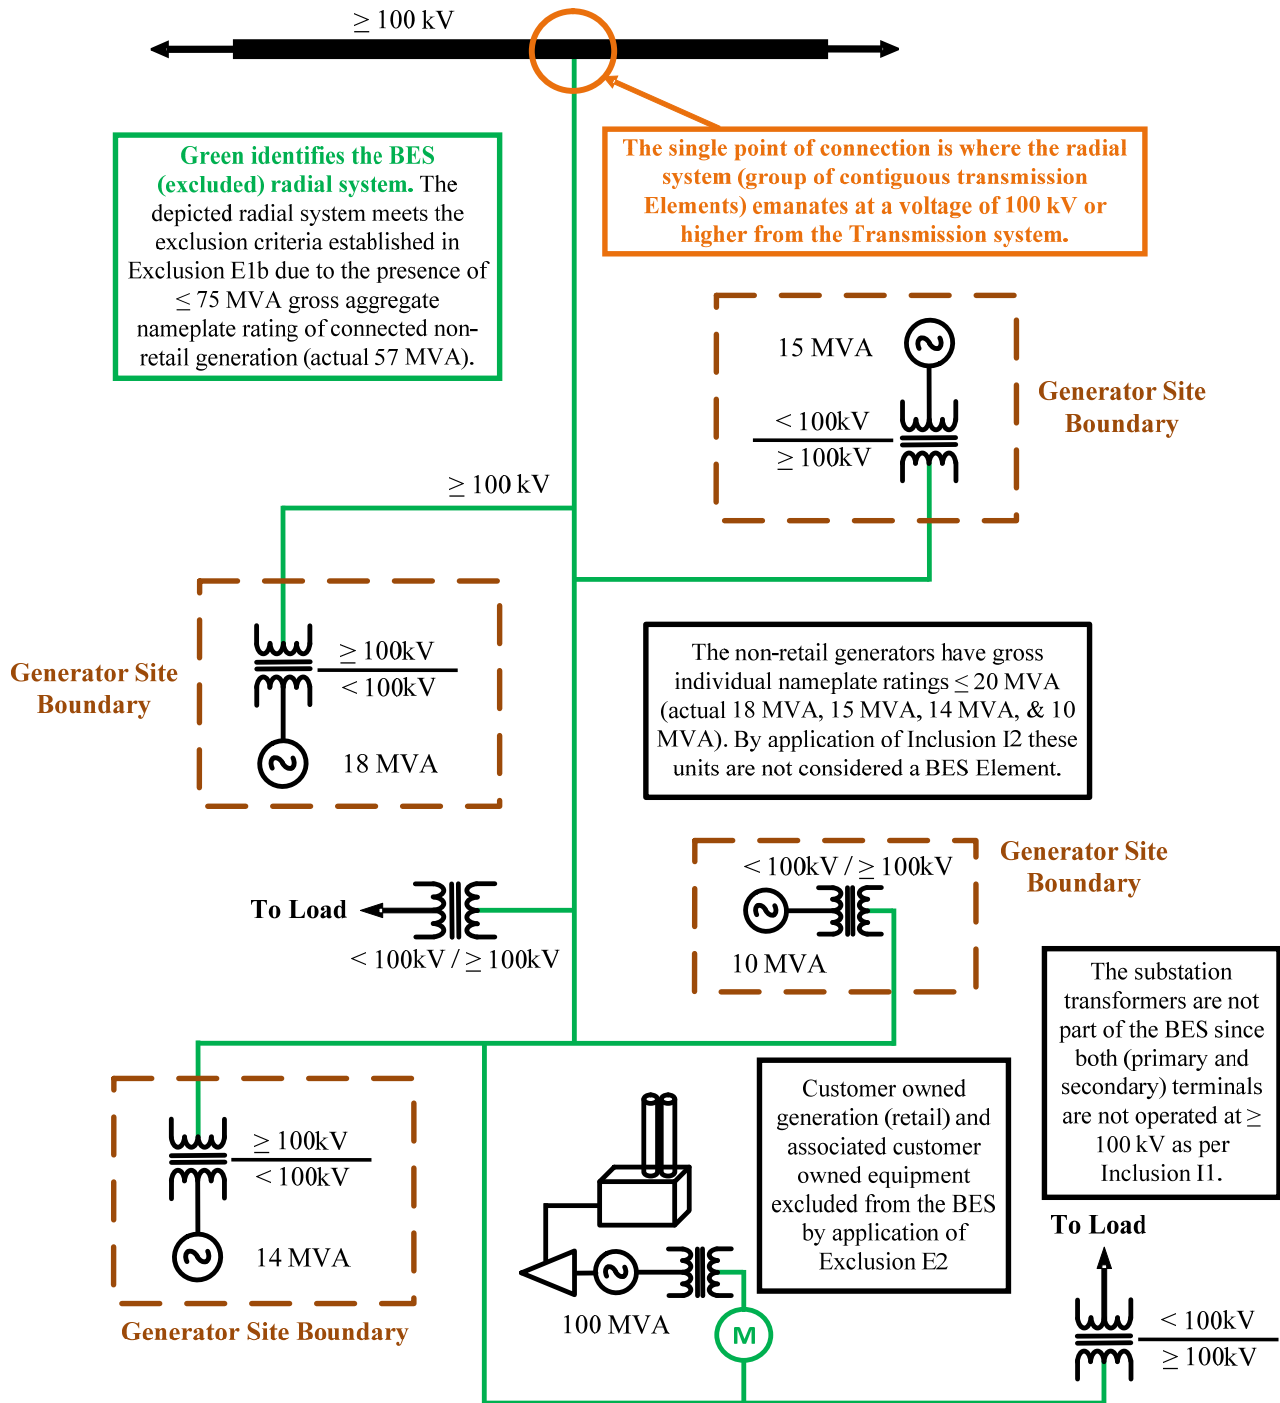 ≥ 100 kV
Green identifies the BES
(excluded) radial system. The
depicted radial system meets the
exclusion criteria established in
Exclusion E1b due to the presence of
≤ 75 MVA gross aggregate
nameplate rating of connected non-
retail generation (actual 57 MVA).
The single point of connection is where the radial
system (group of contiguous transmission
Elements) emanates at a voltage of 100 kV or
higher from the Transmission system.
15 MVA
< 100kV
≥ 100kV
Generator Site
Boundary
≥ 100 kV
Generator Site
Boundary
≥ 100kV
< 100kV
18 MVA
The non-retail generators have gross
individual nameplate ratings ≤ 20 MVA
(actual 18 MVA, 15 MVA, 14 MVA, & 10
MVA). By application of Inclusion I2 these
units are not considered a BES Element.
To Load
< 100kV / ≥ 100kV
< 100kV / ≥ 100kV
10 MVA
Generator Site
Boundary
The substation
transformers are not
part of the BES since
both (primary and
secondary) terminals
are not operated at ≥
100 kV as per
Inclusion I1.
≥ 100kV
< 100kV
14 MVA
Generator Site Boundary
Customer owned
generation (retail) and
associated customer
owned equipment
excluded from the BES
by application of
Exclusion E2
100 MVA
M
To Load
< 100kV
≥ 100kV